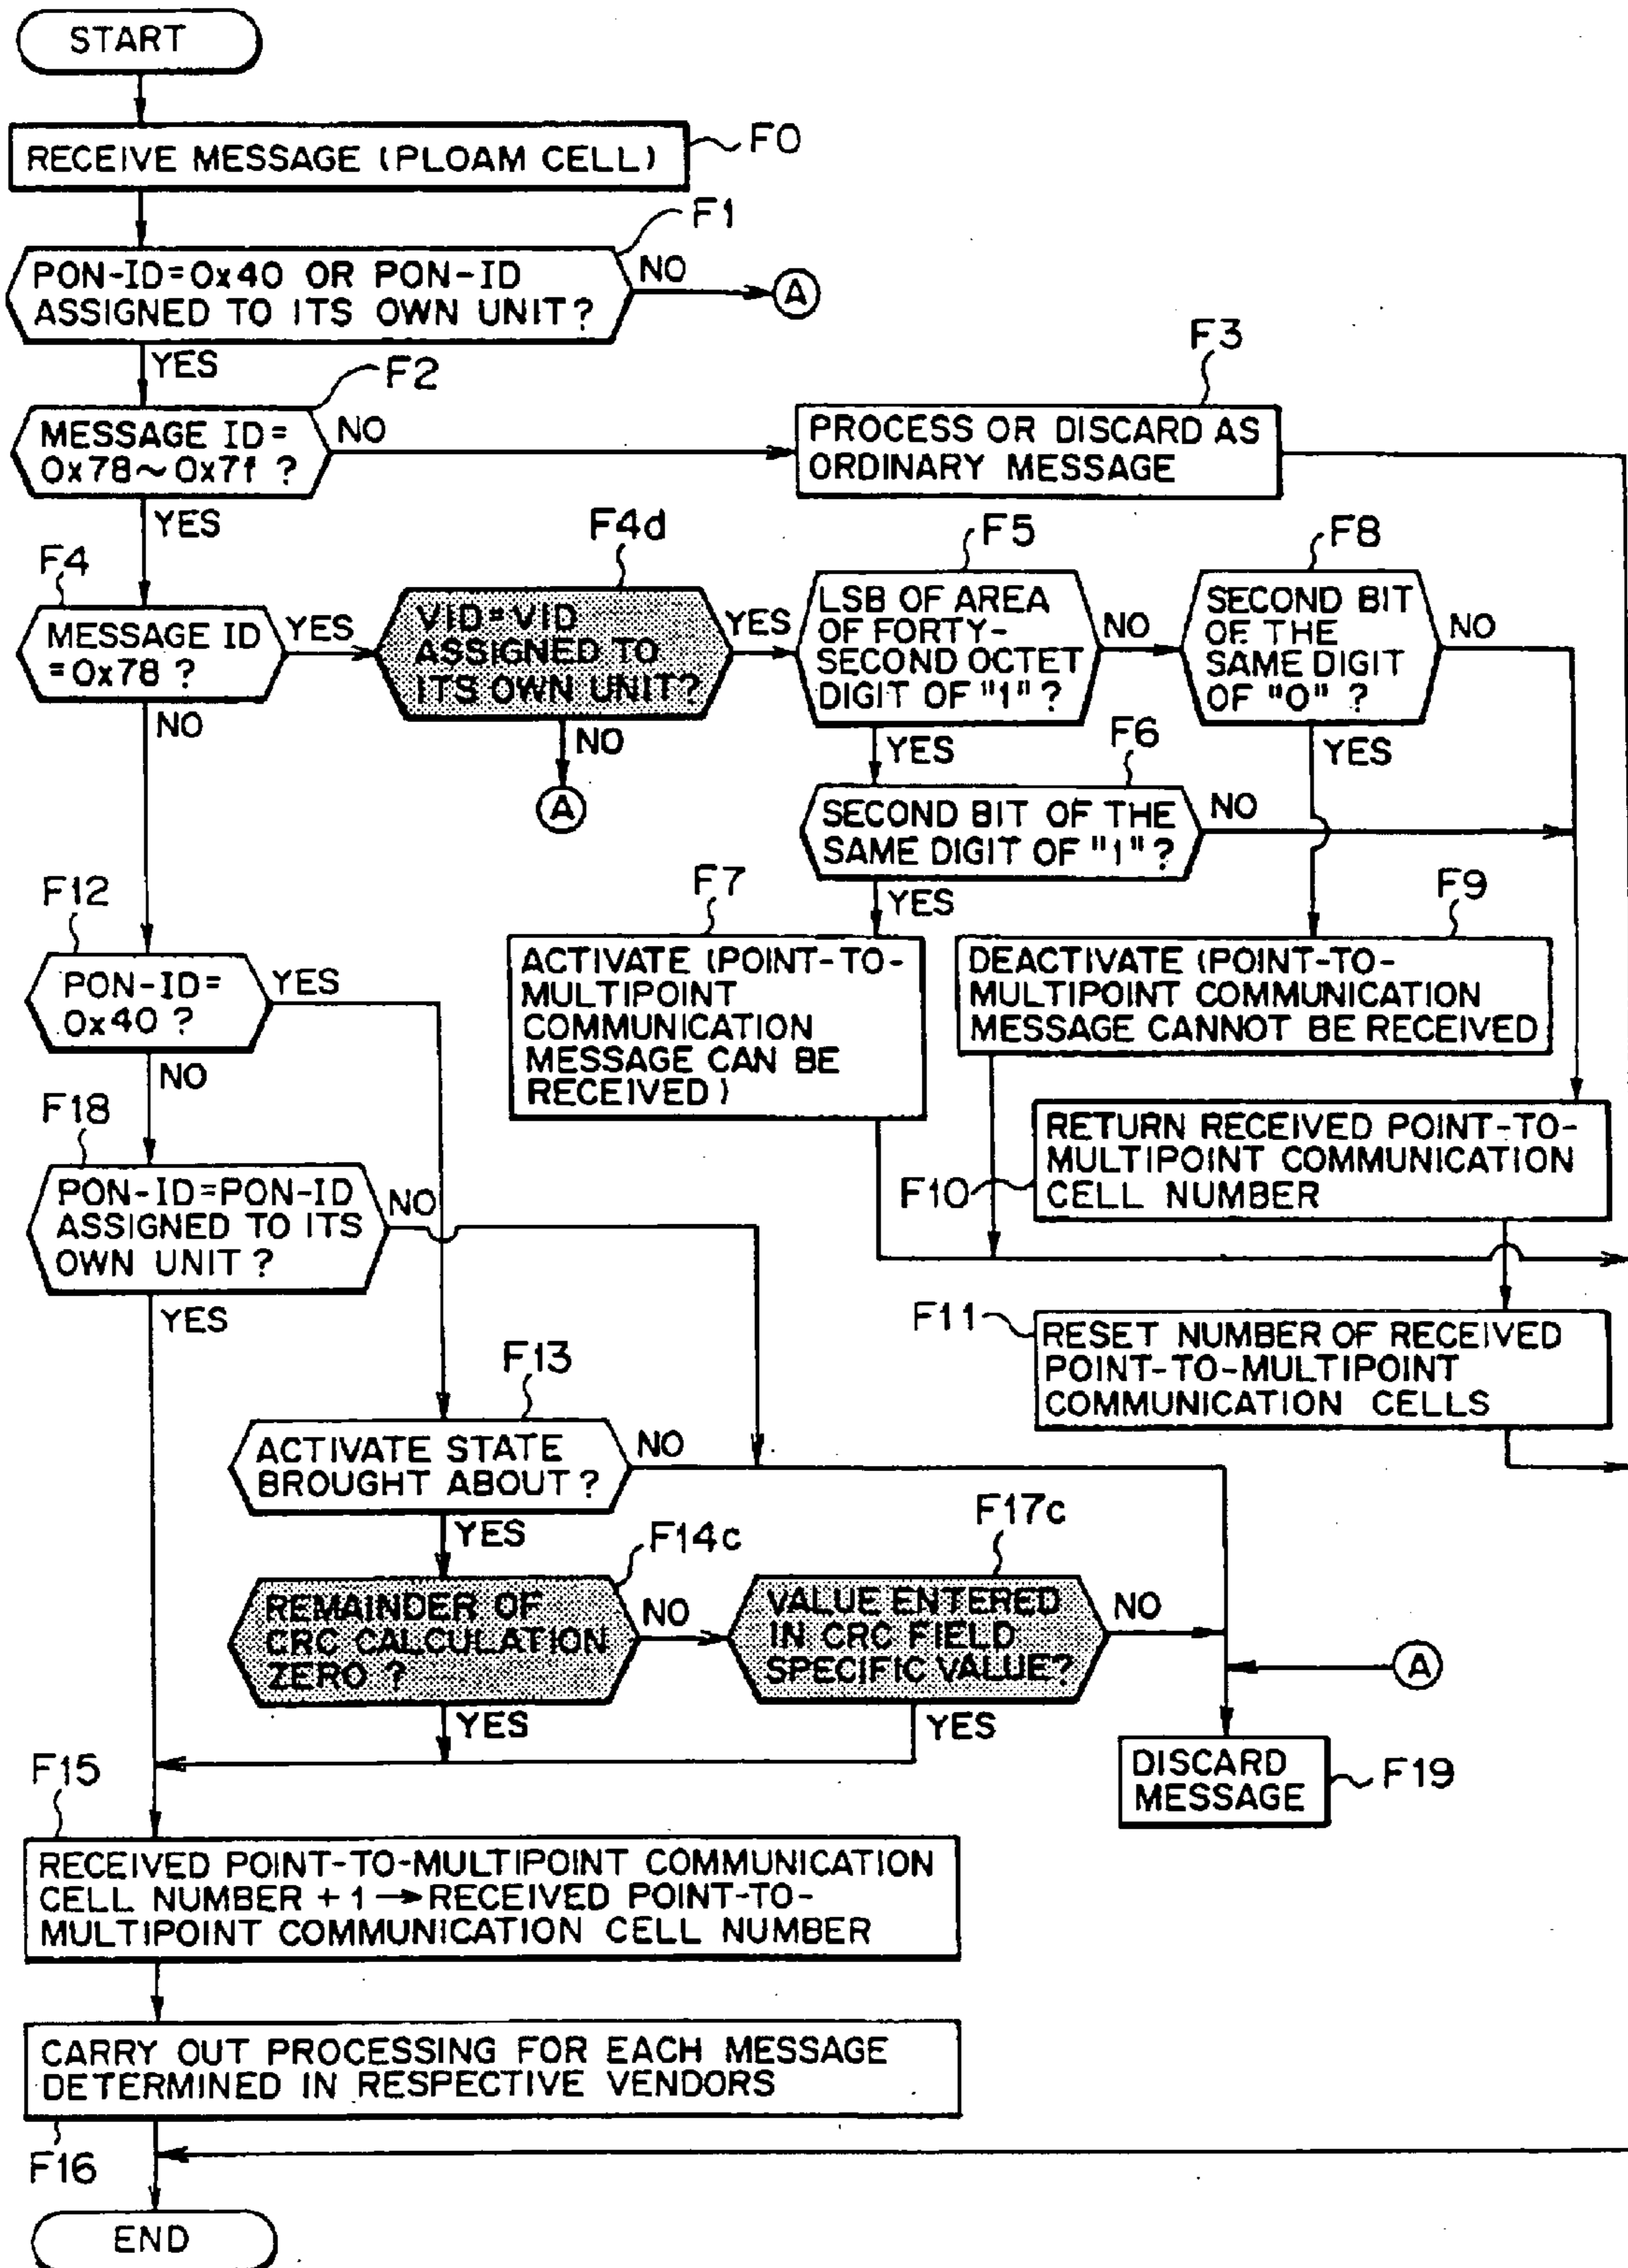 START
RECEIVE MESSAGE (PLOAM CELL)
F0
F1
PON-ID=0x40 OR PON-ID
ASSIGNED TO ITS OWN UNIT?
NO
A
YES
F2
MESSAGE ID=
0x78~0x7f ?
NO
F3
PROCESS OR DISCARD AS
ORDINARY MESSAGE
YES
F4
MESSAGE ID
=0x78 ?
YES
F4d
VID=VID
ASSIGNED TO
ITS OWN UNIT?
YES
NO
A
F5
LSB OF AREA
OF FORTY-
SECOND OCTET
DIGIT OF "1" ?
NO
YES
F8
SECOND BIT
OF THE
SAME DIGIT
OF "0" ?
NO
YES
F6
SECOND BIT OF THE
SAME DIGIT OF "1" ?
NO
YES
F7
ACTIVATE (POINT-TO-
MULTIPOINT
COMMUNICATION
MESSAGE CAN BE
RECEIVED)
F9
DEACTIVATE (POINT-TO-
MULTIPOINT COMMUNICATION
MESSAGE CANNOT BE RECEIVED
F10
RETURN RECEIVED POINT-TO-
MULTIPOINT COMMUNICATION
CELL NUMBER
F11
RESET NUMBER OF RECEIVED
POINT-TO-MULTIPOINT
COMMUNICATION CELLS
NO
F12
PON-ID=
0x40 ?
YES
NO
F18
PON-ID=PON-ID
ASSIGNED TO ITS
OWN UNIT ?
NO
YES
F13
ACTIVATE STATE
BROUGHT ABOUT ?
NO
YES
F14c
REMAINDER OF
CRC CALCULATION
ZERO ?
NO
YES
F17c
VALUE ENTERED
IN CRC FIELD
SPECIFIC VALUE?
NO
YES
A
DISCARD
MESSAGE
F19
F15
RECEIVED POINT-TO-MULTIPOINT COMMUNICATION
CELL NUMBER + 1 → RECEIVED POINT-TO-
MULTIPOINT COMMUNICATION CELL NUMBER
CARRY OUT PROCESSING FOR EACH MESSAGE
DETERMINED IN RESPECTIVE VENDORS
F16
END